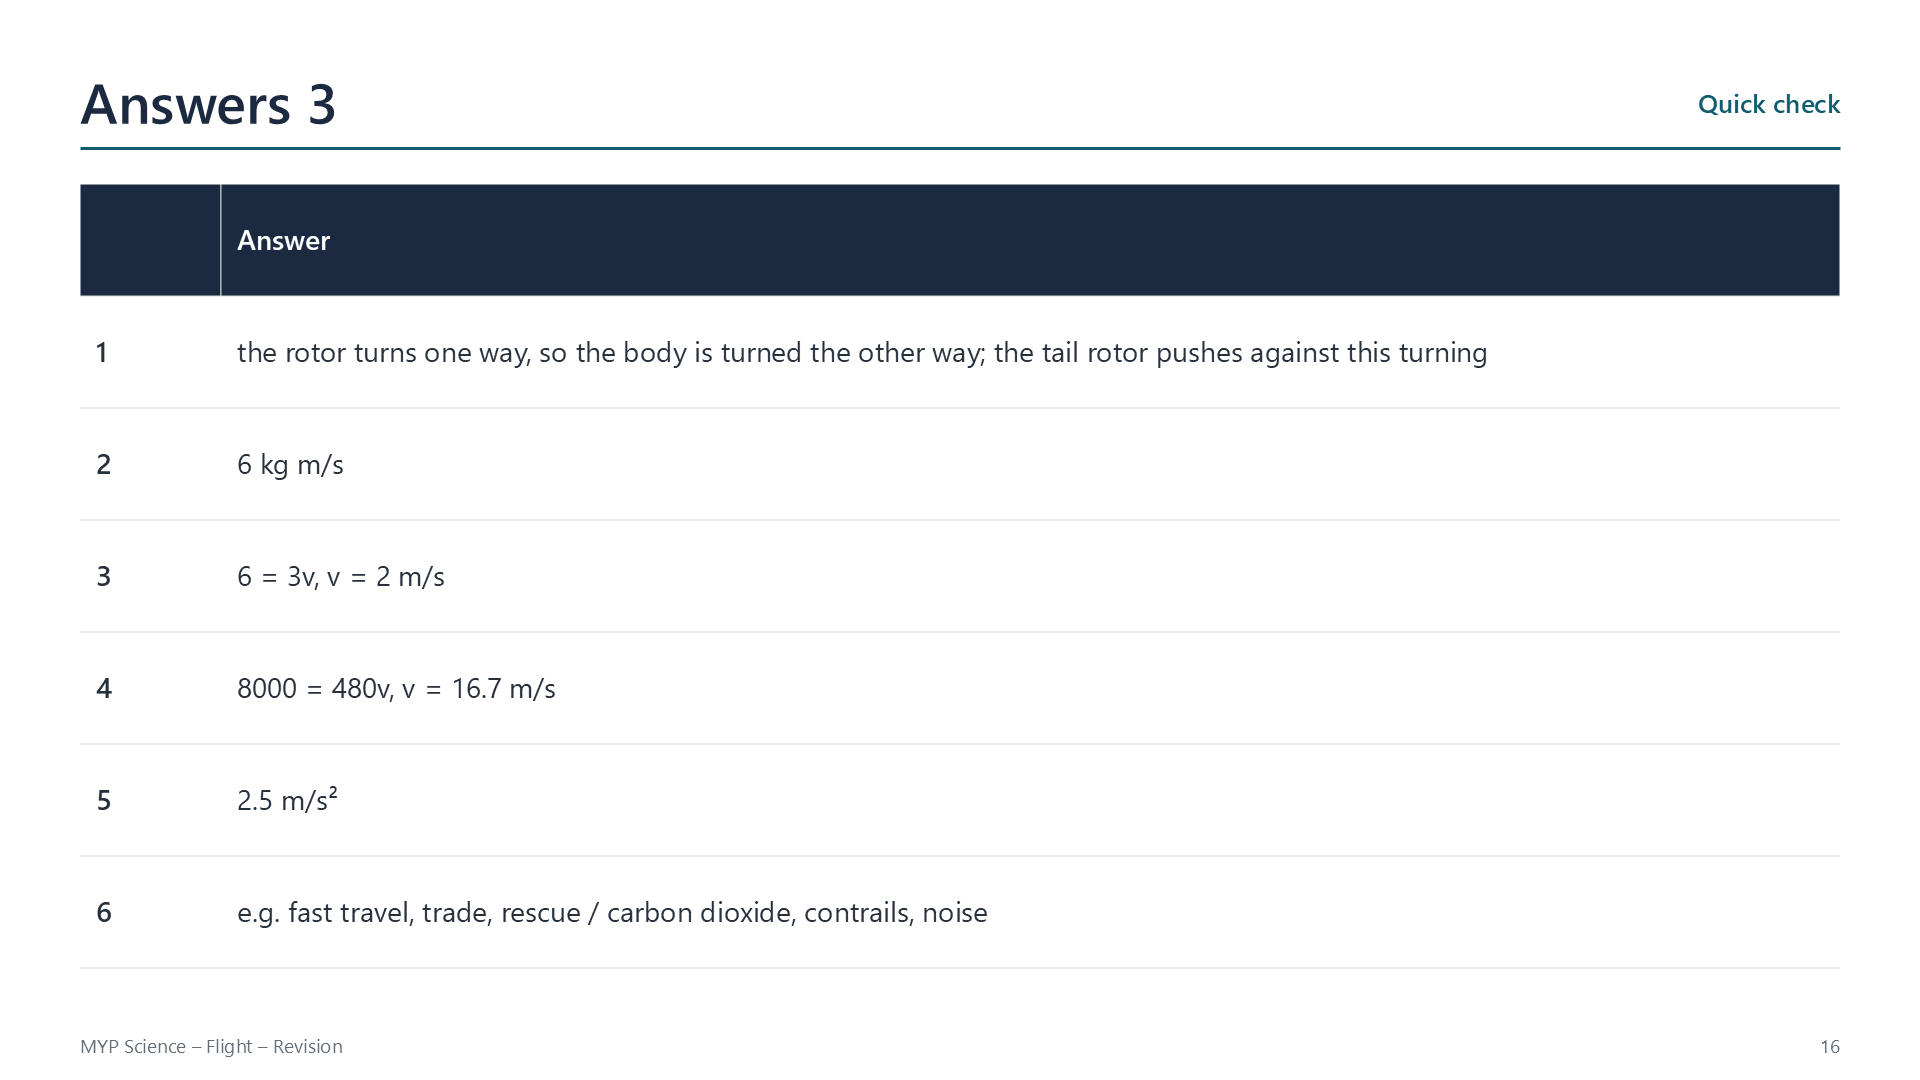 Answers 3
Quick check
Answer
1 the rotor turns one way, so the body is turned the other way; the tail rotor pushes against this turning
2 6 kg m/s
3 6 = 3v, v = 2 m/s
4 8000 = 480v, v = 16.7 m/s
5 2.5 m/s²
6 e.g. fast travel, trade, rescue / carbon dioxide, contrails, noise
MYP Science – Flight – Revision
16